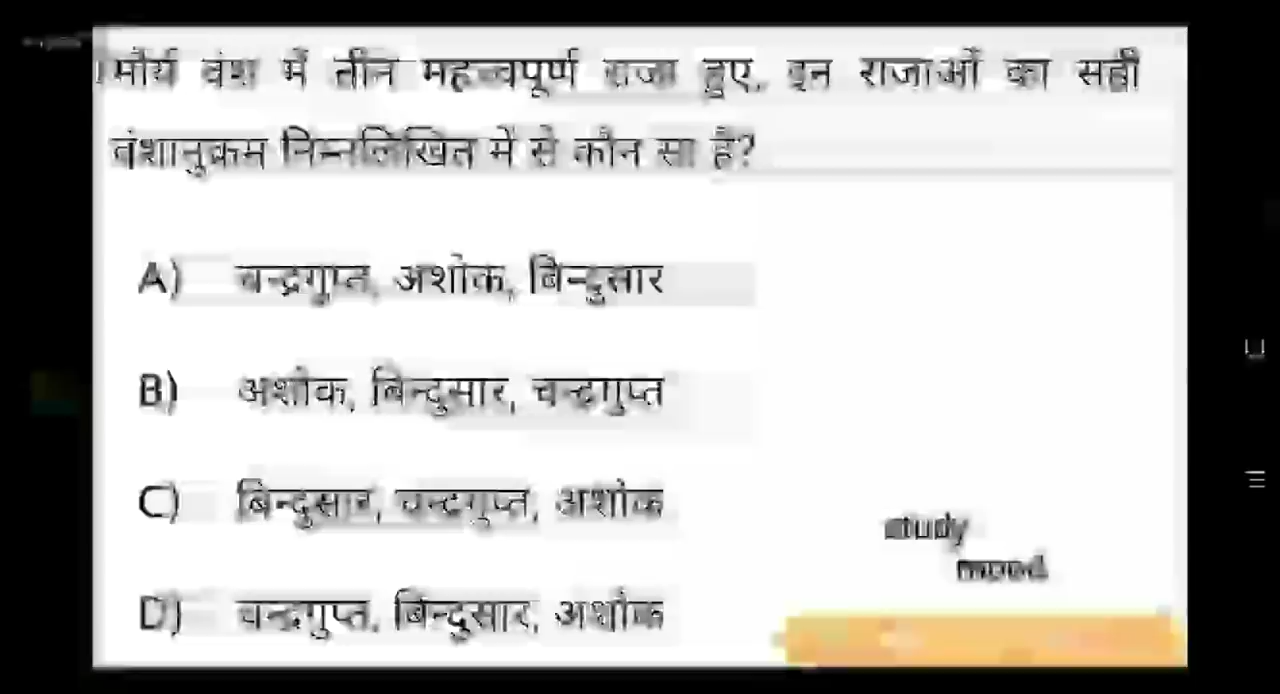 मौर्य वंश में तीन महत्त्वपूर्ण राजा हुए, इन राजाओं का सही
वंशानुक्रम निम्नलिखित में से कौन सा है?
A) चन्द्रगुप्त, अशोक, बिन्दुसार
B) अशोक, बिन्दुसार, चन्द्रगुप्त
C) बिन्दुसार, चन्द्रगुप्त, अशोक
D) चन्द्रगुप्त, बिन्दुसार, अशोक
study